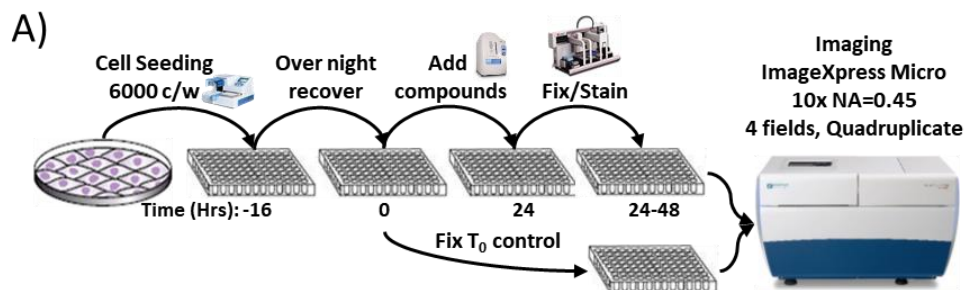 A)
Cell Seeding
6000 c/w
Over night
recover
Add
compounds
Fix/Stain
Imaging
ImageXpress Micro
10x NA=0.45
4 fields, Quadruplicate
Time (Hrs): -16
0
24
24-48
Fix T₀ control